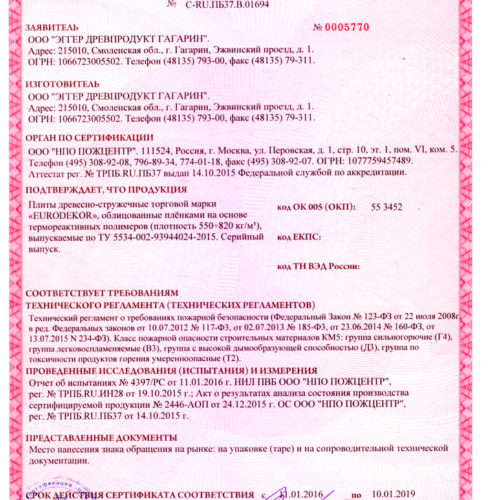 № C-RU.ПБ37.В.01694
ЗАЯВИТЕЛЬ № 0005770
ООО "ЭГГЕР ДРЕВПРОДУКТ ГАГАРИН".
Адрес: 215010, Смоленская обл., г. Гагарин, Эжвинский проезд, д. 1.
ОГРН: 1066723005502. Телефон (48135) 793-00, факс (48135) 79-311.
ИЗГОТОВИТЕЛЬ
ООО "ЭГГЕР ДРЕВПРОДУКТ ГАГАРИН".
Адрес: 215010, Смоленская обл., г. Гагарин, Эжвинский проезд, д. 1.
ОГРН: 1066723005502. Телефон (48135) 793-00, факс (48135) 79-311.
ОРГАН ПО СЕРТИФИКАЦИИ
ООО "НПО ПОЖЦЕНТР". 111524, Россия, г. Москва, ул. Перовская, д. 1, стр. 10, эт. 1, пом. VI, ком. 5.
Телефон (495) 308-92-08, 796-89-34, 774-01-18, факс (495) 308-92-07. ОГРН: 1077759457489.
Аттестат рег. № ТРПБ.RU.ПБ37 выдан 14.10.2015 Федеральной службой по аккредитации.
ПОДТВЕРЖДАЕТ, ЧТО ПРОДУКЦИЯ
Плиты древесно-стружечные торговой марки
«EURODEKOR», облицованные плёнками на основе
термореактивных полимеров (плотность 550÷820 кг/м³),
выпускаемые по ТУ 5534-002-93944024-2015. Серийный
выпуск.
код ОК 005 (ОКП): 55 3452
код ЕКПС:
код ТН ВЭД России:
СООТВЕТСТВУЕТ ТРЕБОВАНИЯМ
ТЕХНИЧЕСКОГО РЕГЛАМЕНТА (ТЕХНИЧЕСКИХ РЕГЛАМЕНТОВ)
Технический регламент о требованиях пожарной безопасности (Федеральный Закон № 123-ФЗ от 22 июля 2008г
в ред. Федеральных законов от 10.07.2012 № 117-ФЗ, от 02.07.2013 № 185-ФЗ, от 23.06.2014 № 160-ФЗ, от
13.07.2015 N 234-ФЗ). Класс пожарной опасности строительных материалов КМ5: группа сильногорючие (Г4),
группа легковоспламеняемые (В3), группа с высокой дымообразующей способностью (Д3), группа по
токсичности продуктов горения умеренноопасные (Т2).
ПРОВЕДЕННЫЕ ИССЛЕДОВАНИЯ (ИСПЫТАНИЯ) И ИЗМЕРЕНИЯ
Отчет об испытаниях № 4397/РС от 11.01.2016 г. НИЛ ПВБ ООО "НПО ПОЖЦЕНТР",
рег. № ТРПБ.RU.ИН28 от 19.10.2015 г.; Акт о результатах анализа состояния производства
сертифицируемой продукции № 2446-АОП от 24.12.2015 г. ОС ООО "НПО ПОЖЦЕНТР"
рег. № ТРПБ.RU.ПБ37 от 14.10.2015 г.
ПРЕДСТАВЛЕННЫЕ ДОКУМЕНТЫ
Место нанесения знака обращения на рынке: на упаковке (таре) и на сопроводительной технической
документации.
СРОК ДЕЙСТВИЯ СЕРТИФИКАТА СООТВЕТСТВИЯ с 11.01.2016 по 10.01.2019